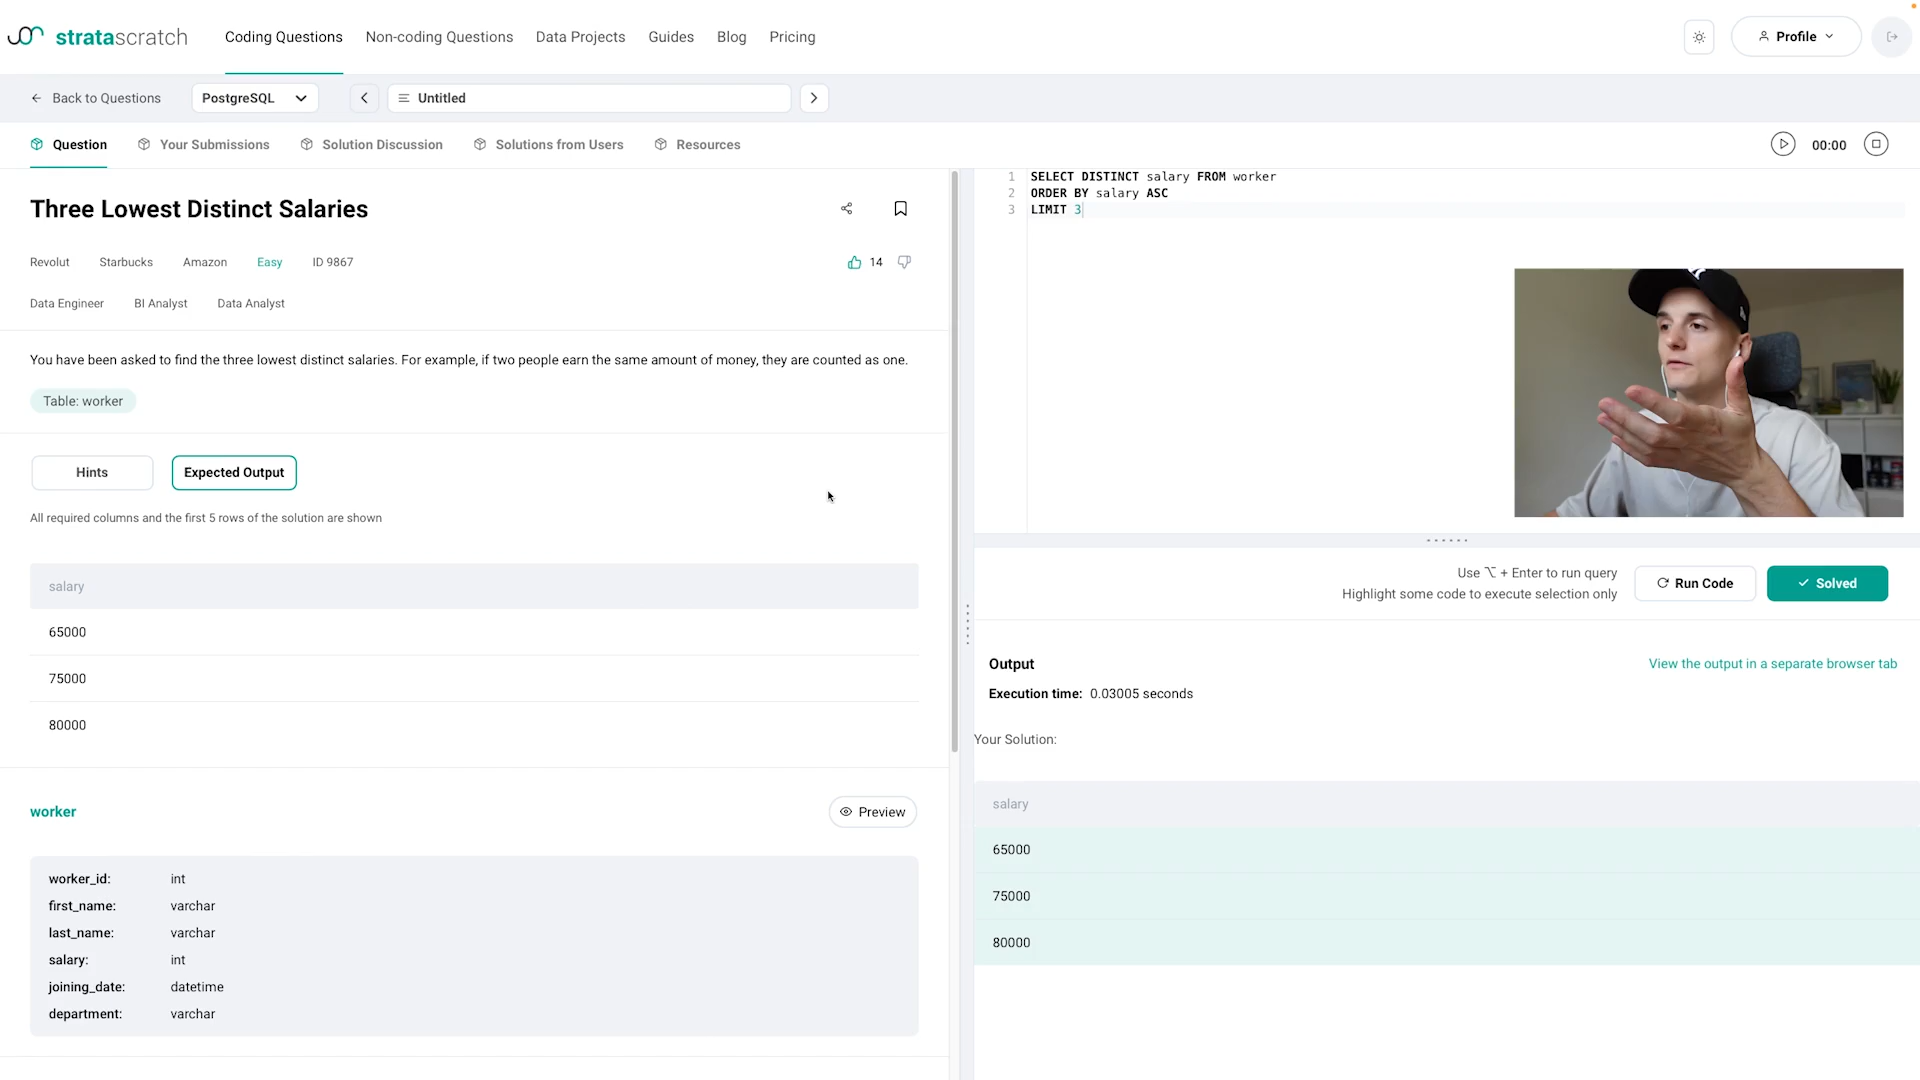 stratascratch
Coding Questions
Non-coding Questions
Data Projects
Guides
Blog
Pricing
Profile
Back to Questions
PostgreSQL
Untitled
Question
Your Submissions
Solution Discussion
Solutions from Users
Resources
00:00
Three Lowest Distinct Salaries
Revolut Starbucks Amazon Easy ID 9867
14
Data Engineer BI Analyst Data Analyst
You have been asked to find the three lowest distinct salaries. For example, if two people earn the same amount of money, they are counted as one.
Table: worker
Hints
Expected Output
All required columns and the first 5 rows of the solution are shown
salary
65000
75000
80000
worker
Preview
worker_id: int
first_name: varchar
last_name: varchar
salary: int
joining_date: datetime
department: varchar
1 SELECT DISTINCT salary FROM worker
2 ORDER BY salary ASC
3 LIMIT 3
Use ⌥ + Enter to run query
Highlight some code to execute selection only
Run Code
Solved
Output
View the output in a separate browser tab
Execution time: 0.03005 seconds
Your Solution:
salary
65000
75000
80000